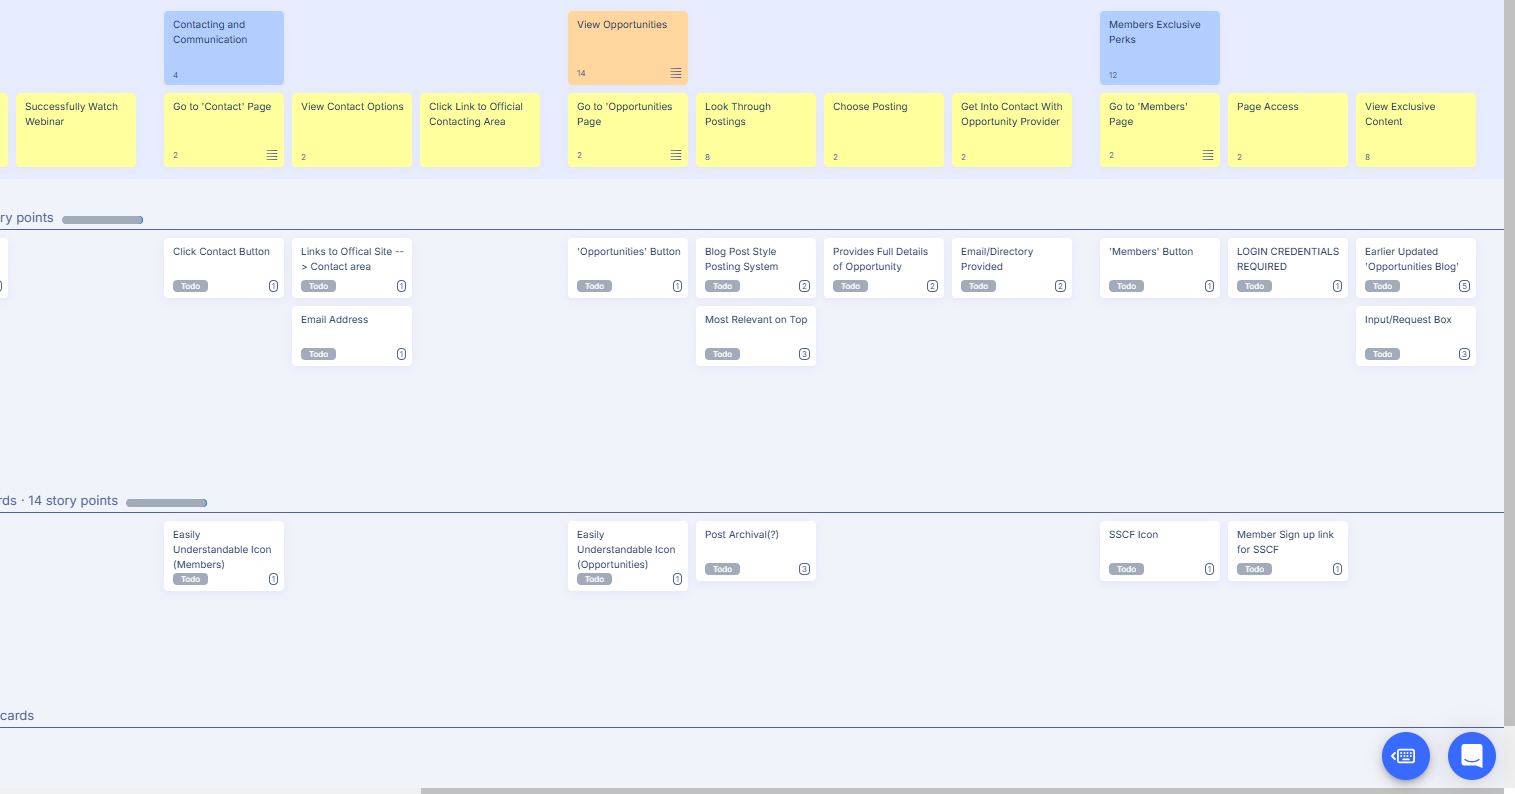 Contacting and
Communication
4
View Opportunities
14
Members Exclusive
Perks
12
Successfully Watch
Webinar
Go to 'Contact' Page
2
View Contact Options
2
Click Link to Official
Contacting Area
Go to 'Opportunities
Page
2
Look Through
Postings
8
Choose Posting
2
Get Into Contact With
Opportunity Provider
2
Go to 'Members'
Page
2
Page Access
2
View Exclusive
Content
8
ry points
Click Contact Button
Todo
1
Links to Offical Site --
> Contact area
Todo
1
'Opportunities' Button
Todo
1
Blog Post Style
Posting System
Todo
2
Provides Full Details
of Opportunity
Todo
2
Email/Directory
Provided
Todo
2
'Members' Button
Todo
1
LOGIN CREDENTIALS
REQUIRED
Todo
1
Earlier Updated
'Opportunities Blog'
Todo
5
Email Address
Todo
1
Most Relevant on Top
Todo
3
Input/Request Box
Todo
3
rds · 14 story points
Easily
Understandable Icon
(Members)
Todo
1
Easily
Understandable Icon
(Opportunities)
Todo
1
Post Archival(?)
Todo
3
SSCF Icon
Todo
1
Member Sign up link
for SSCF
Todo
1
cards